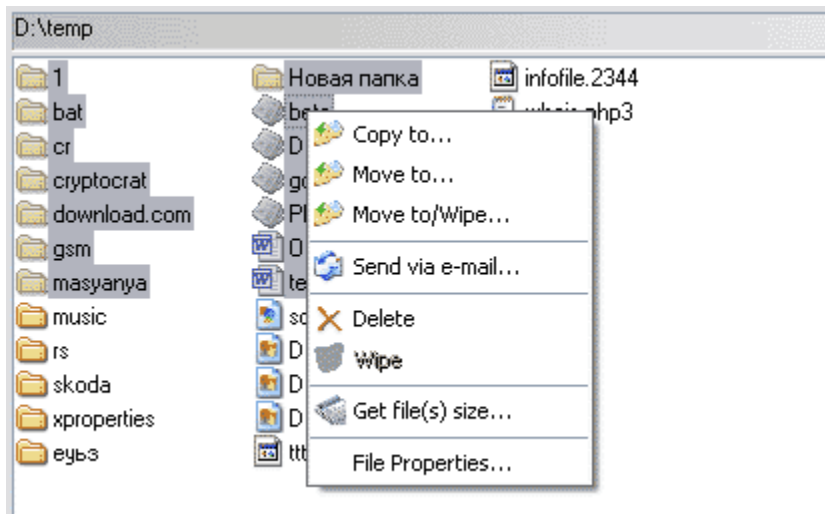 D:\temp
1
bat
cr
cryptocrat
download.com
gsm
masyanya
music
rs
skoda
xproperties
еуьз
Новая папка
infofile.2344
Copy to...
Move to...
Move to/Wipe...
Send via e-mail...
Delete
Wipe
Get file(s) size...
File Properties...